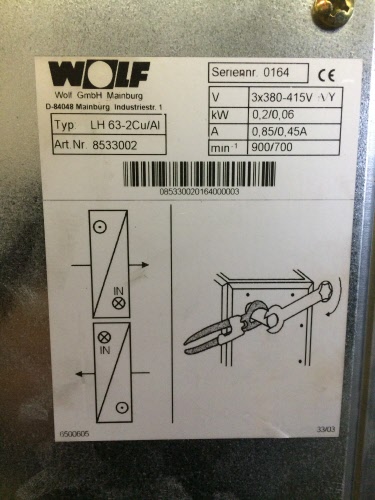 WOLF
Wolf GmbH Mainburg
D-84048 Mainburg Industriestr. 1
Typ LH 63-2Cu/Al
Art.Nr. 8533002
Seriennr. 0164 CE
V 3x380-415V Δ/Y
kW 0,2/0,06
A 0,85/0,45A
min-¹ 900/700
085330020164000003
IN
IN
6500605
33/03